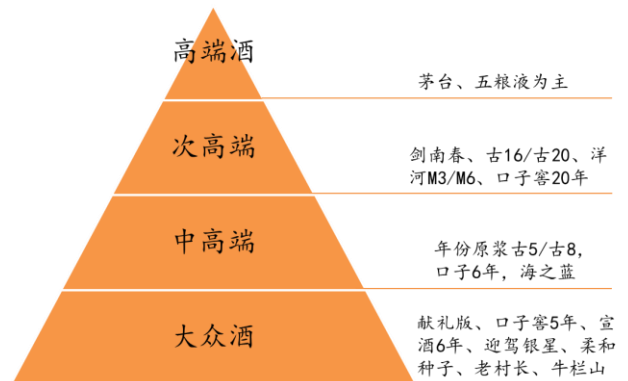 高端酒
茅台、五粮液为主
次高端
剑南春、古16/古20、洋
河M3/M6、口子窖20年
中高端
年份原浆古5/古8,
口子6年, 海之蓝
大众酒
献礼版、口子窖5年、宣
酒6年、迎驾银星、柔和
种子、老村长、牛栏山